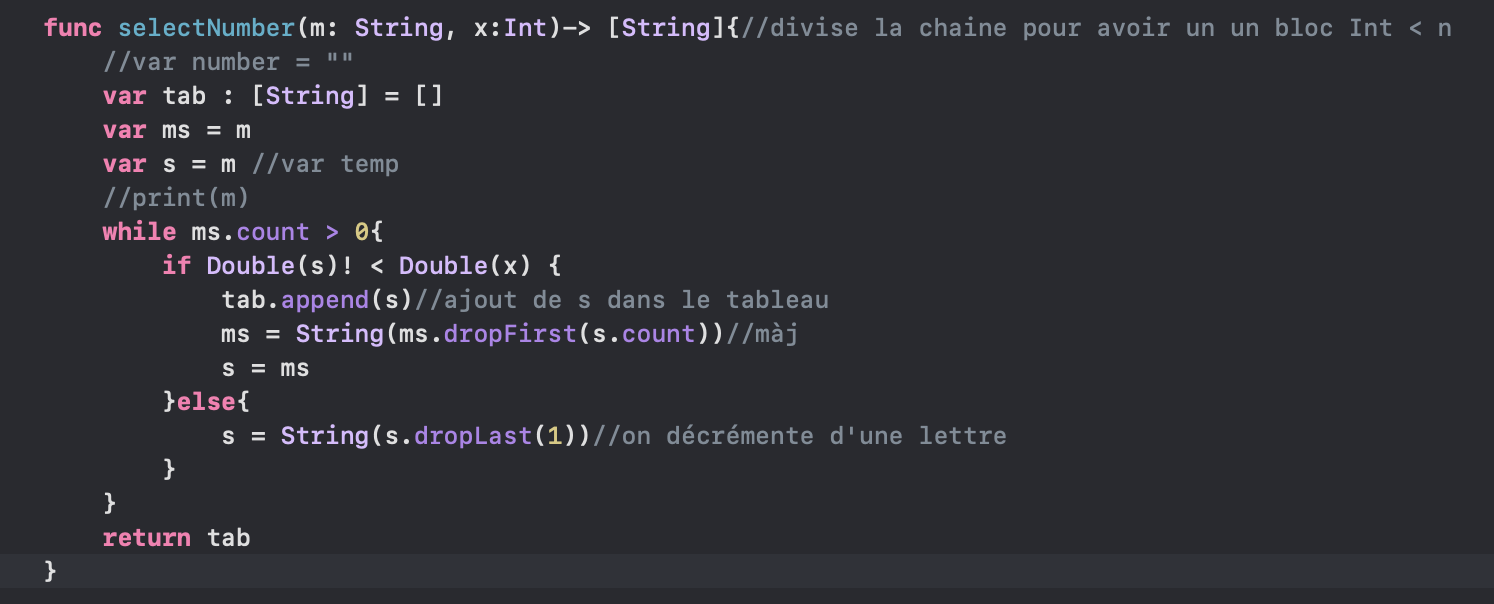 func selectNumber(m: String, x:Int)-> [String]{//divise la chaine pour avoir un un bloc Int < n
    //var number = ""
    var tab : [String] = []
    var ms = m
    var s = m //var temp
    //print(m)
    while ms.count > 0{
        if Double(s)! < Double(x) {
            tab.append(s)//ajout de s dans le tableau
            ms = String(ms.dropFirst(s.count))//màj
            s = ms
        }else{
            s = String(s.dropLast(1))//on décrémente d'une lettre
        }
    }
    return tab
}